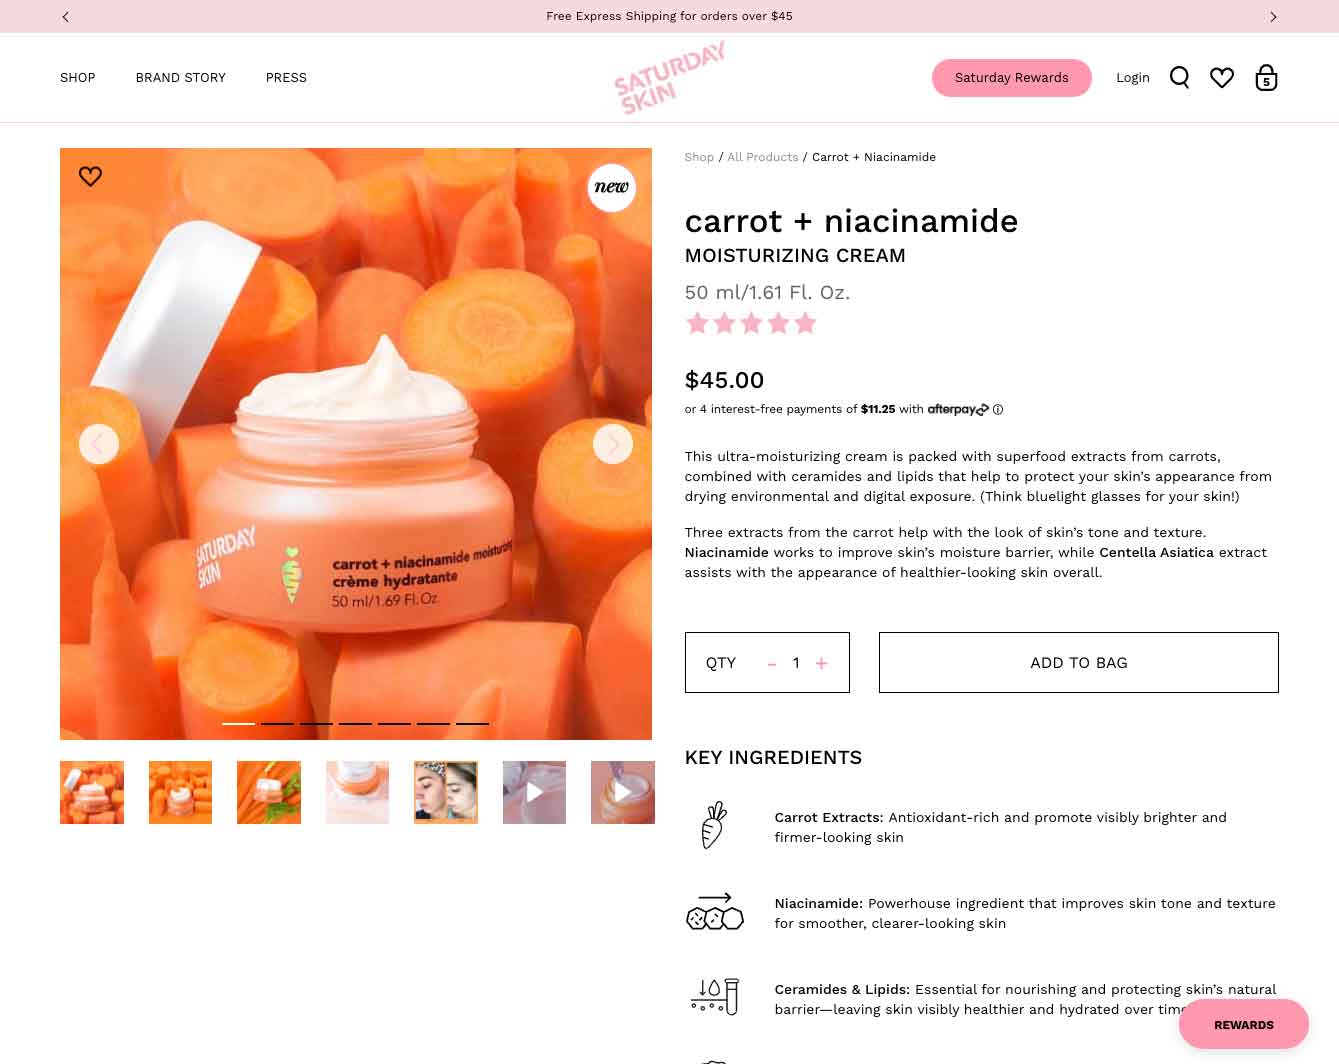 Free Express Shipping for orders over $45
SHOP
BRAND STORY
PRESS
SATURDAY
SKIN
Saturday Rewards
Login
5
new
SATURDAY
SKIN
carrot + niacinamide moisturizing
crème hydratante
50 ml/1.69 Fl.Oz.
Shop / All Products / Carrot + Niacinamide
carrot + niacinamide
MOISTURIZING CREAM
50 ml/1.61 Fl. Oz.
$45.00
or 4 interest-free payments of $11.25 with afterpay ⓘ
This ultra-moisturizing cream is packed with superfood extracts from carrots,
combined with ceramides and lipids that help to protect your skin’s appearance from
drying environmental and digital exposure. (Think bluelight glasses for your skin!)
Three extracts from the carrot help with the look of skin’s tone and texture.
Niacinamide works to improve skin’s moisture barrier, while Centella Asiatica extract
assists with the appearance of healthier-looking skin overall.
QTY - 1 +
ADD TO BAG
KEY INGREDIENTS
Carrot Extracts: Antioxidant-rich and promote visibly brighter and
firmer-looking skin
Niacinamide: Powerhouse ingredient that improves skin tone and texture
for smoother, clearer-looking skin
Ceramides & Lipids: Essential for nourishing and protecting skin’s natural
barrier—leaving skin visibly healthier and hydrated over time
REWARDS